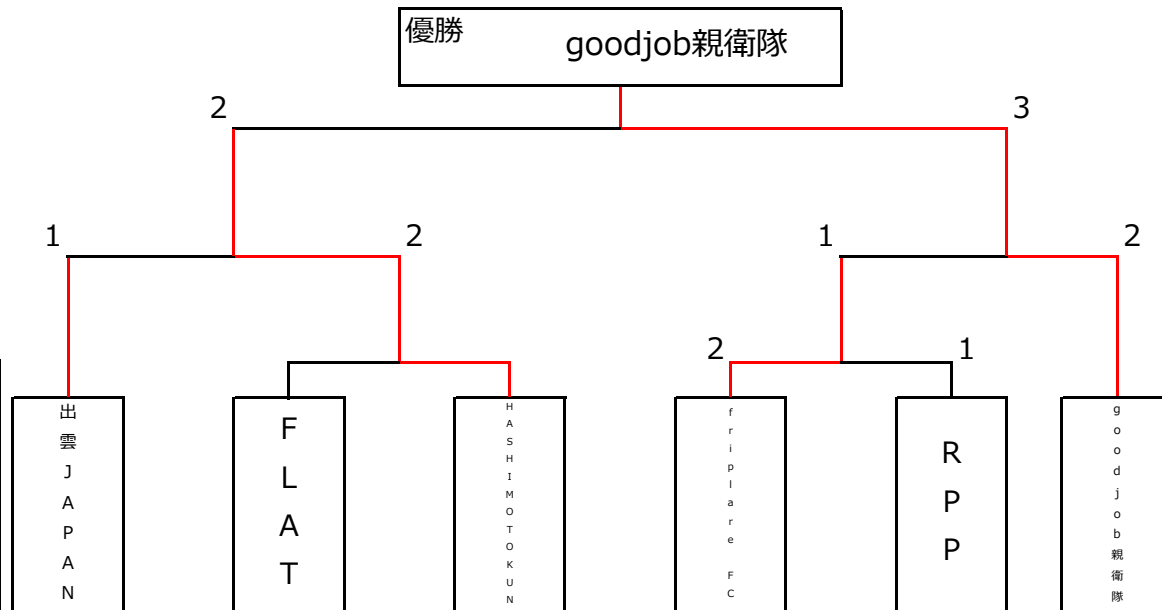 優勝
goodjob親衛隊
2
3
1
2
1
2
2
1
出雲JAPAN
FLAT
HASHIMOTOKUN
friplare FC
RPP
goodjob親衛隊